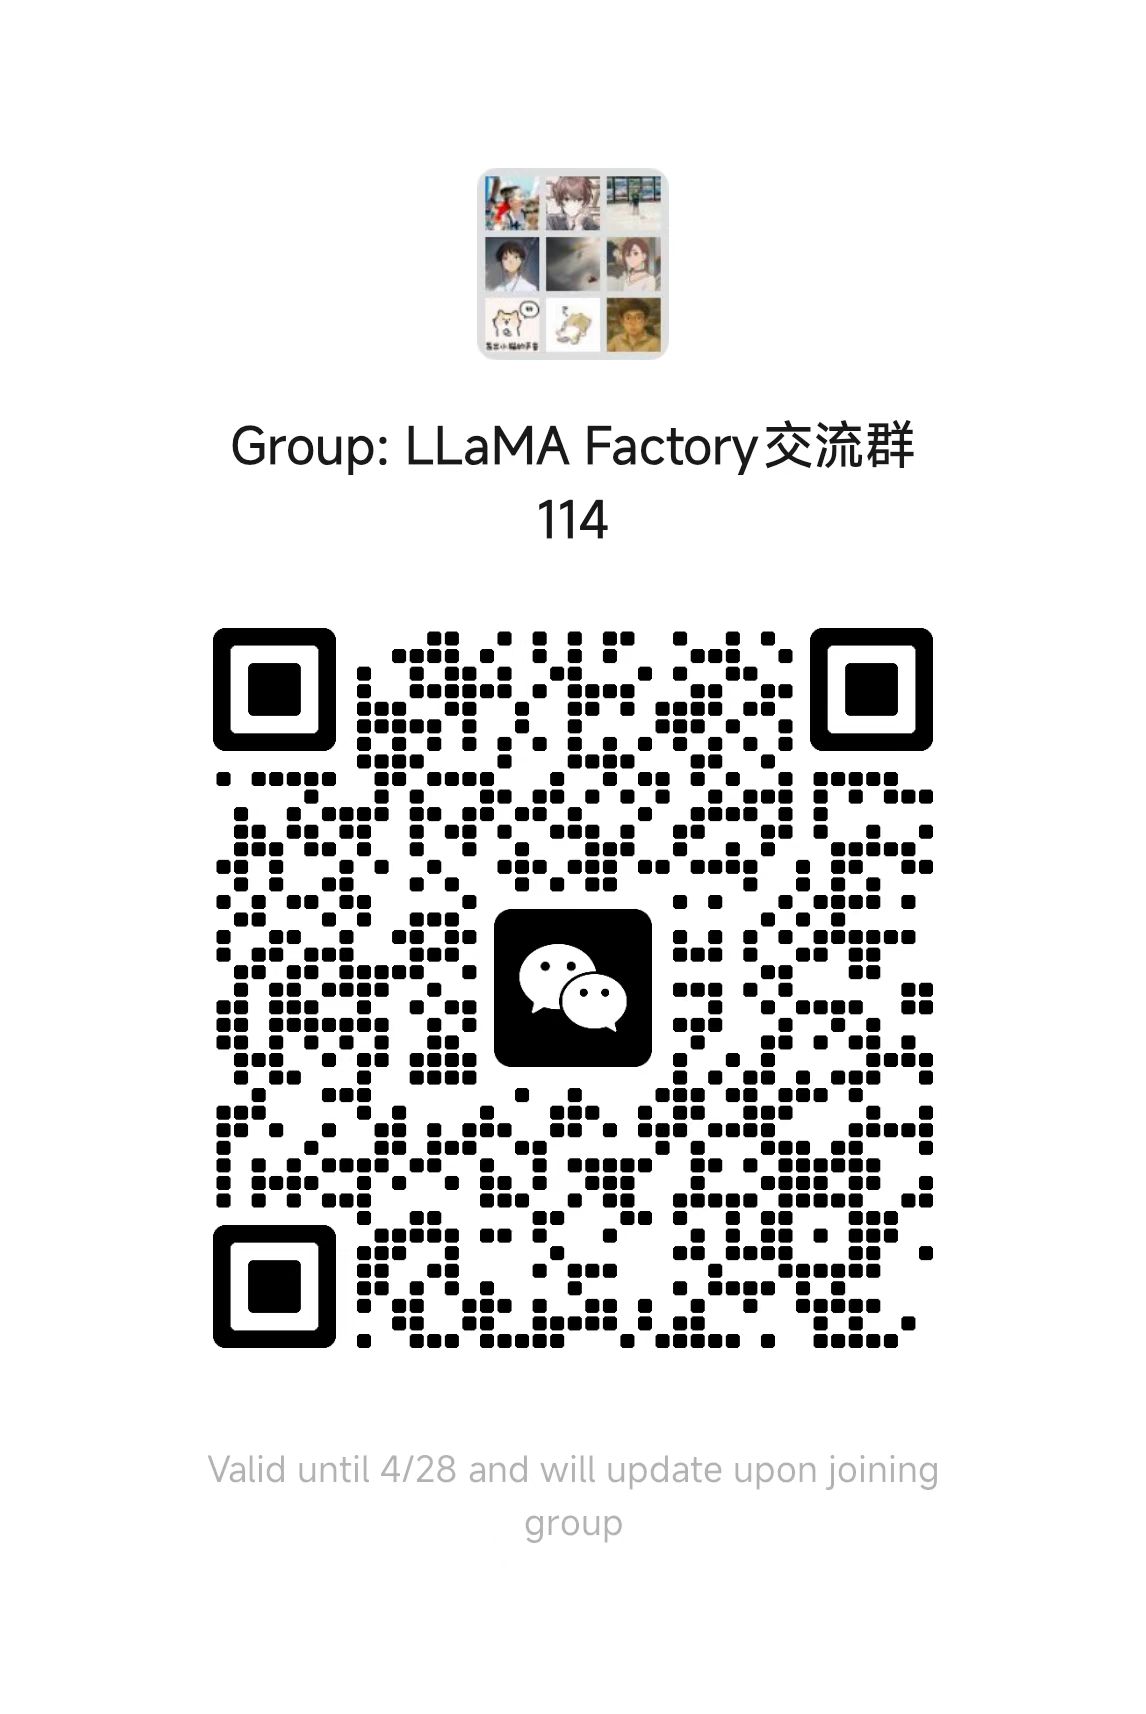 Group: LLaMA Factory交流群
114
Valid until 4/28 and will update upon joining
group